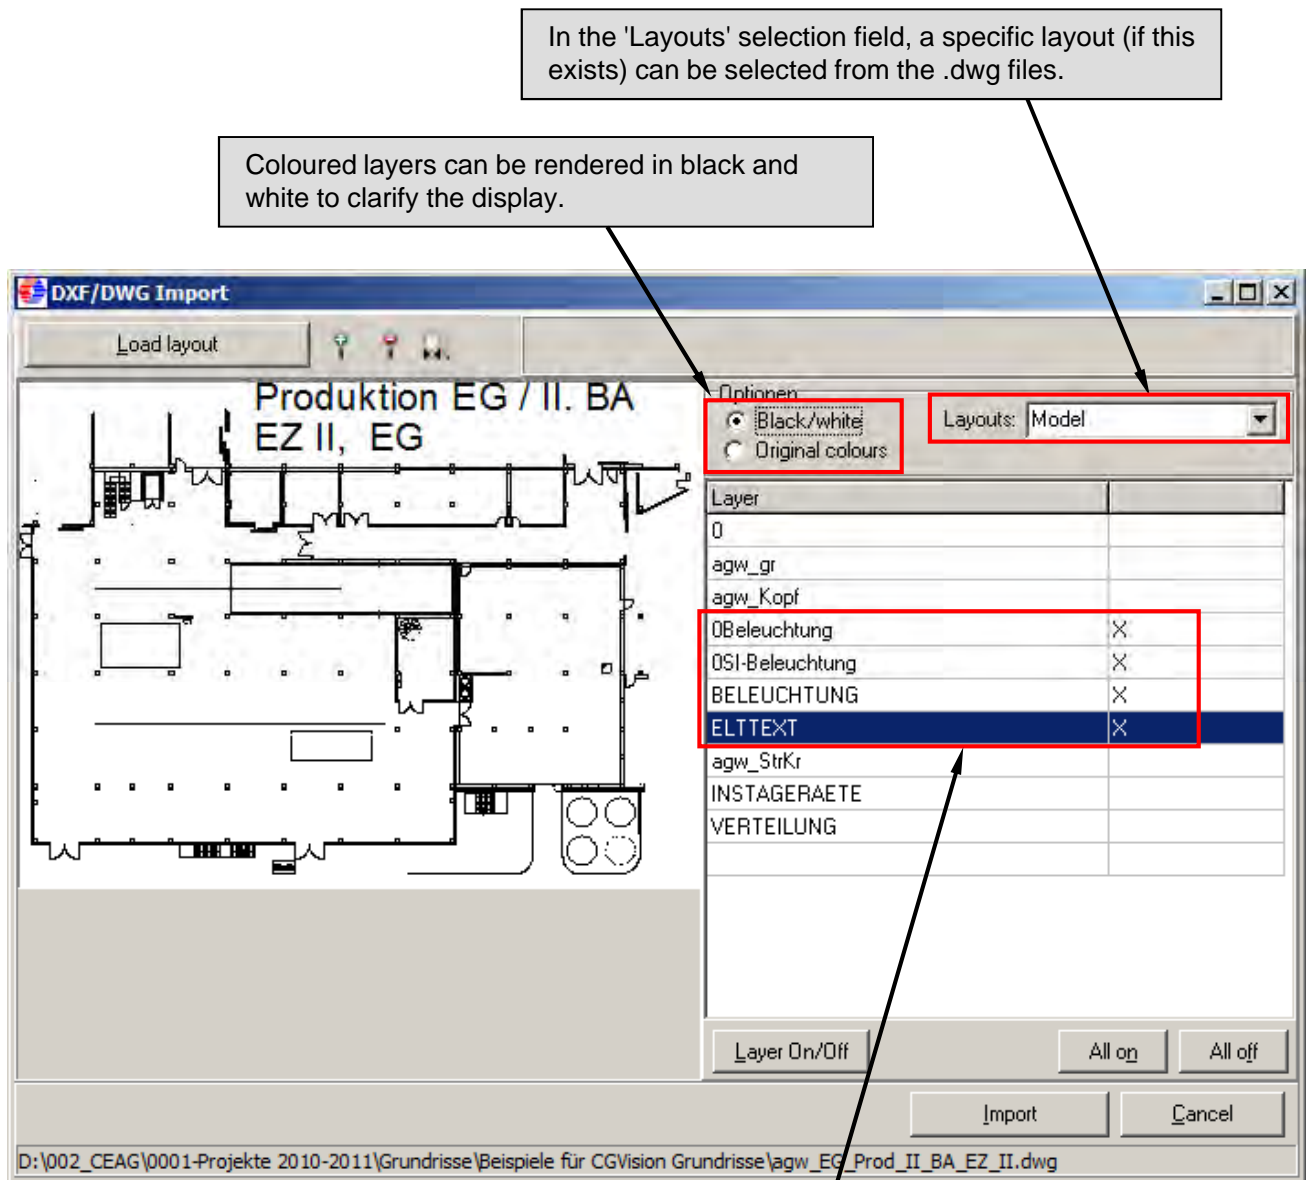 In the 'Layouts' selection field, a specific layout (if this
exists) can be selected from the .dwg files.
Coloured layers can be rendered in black and
white to clarify the display.
DXF/DWG Import
Load layout
Produktion EG / II. BA
EZ II, EG
Optionen
Black/white
Original colours
Layouts: Model
Layer
0
agw_gr
agw_Kopf
0Beleuchtung X
0SI-Beleuchtung X
BELEUCHTUNG X
ELTTEXT X
agw_StrKr
INSTAGERAETE
VERTEILUNG
Layer On/Off
All on
All off
Import
Cancel
D:\002_CEAG\0001-Projekte 2010-2011\Grundrisse\Beispiele für CGVision Grundrisse\agw_EG_Prod_II_BA_EZ_II.dwg